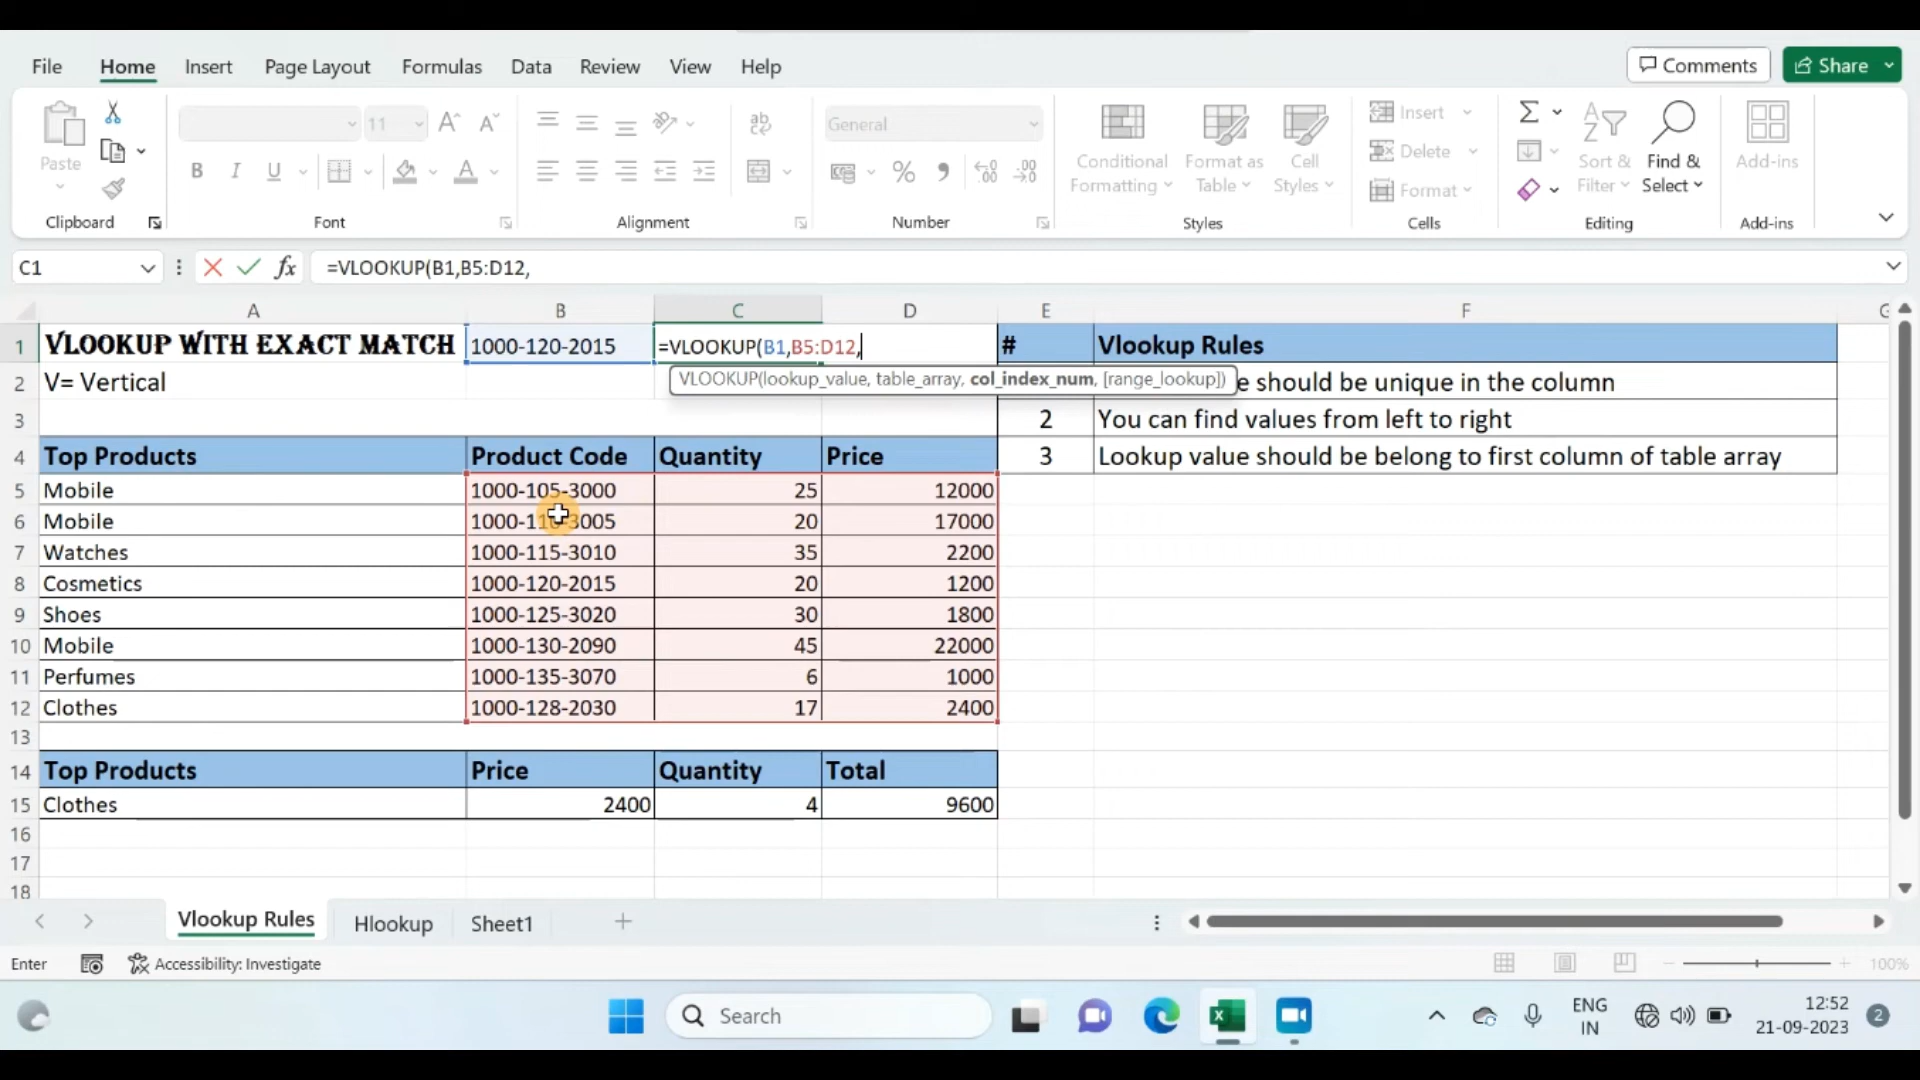 File Home Insert Page Layout Formulas Data Review View Help Comments Share
Paste 11 General Conditional Formatting Format as Table Cell Styles Insert Delete Format Sort & Filter Find & Select Add-ins
Clipboard Font Alignment Number Styles Cells Editing Add-ins
C1 fx =VLOOKUP(B1,B5:D12,
A B C D E F G
1 VLOOKUP WITH EXACT MATCH 1000-120-2015 =VLOOKUP(B1,B5:D12, # Vlookup Rules
VLOOKUP(lookup_value, table_array, col_index_num, [range_lookup])
2 V= Vertical e should be unique in the column
3 2 You can find values from left to right
4 Top Products Product Code Quantity Price 3 Lookup value should be belong to first column of table array
5 Mobile 1000-105-3000 25 12000
6 Mobile 1000-110-3005 20 17000
7 Watches 1000-115-3010 35 2200
8 Cosmetics 1000-120-2015 20 1200
9 Shoes 1000-125-3020 30 1800
10 Mobile 1000-130-2090 45 22000
11 Perfumes 1000-135-3070 6 1000
12 Clothes 1000-128-2030 17 2400
13
14 Top Products Price Quantity Total
15 Clothes 2400 4 9600
16
17
18
Vlookup Rules Hlookup Sheet1
Enter Accessibility: Investigate 100%
Search ENG IN 12:52 21-09-2023 2